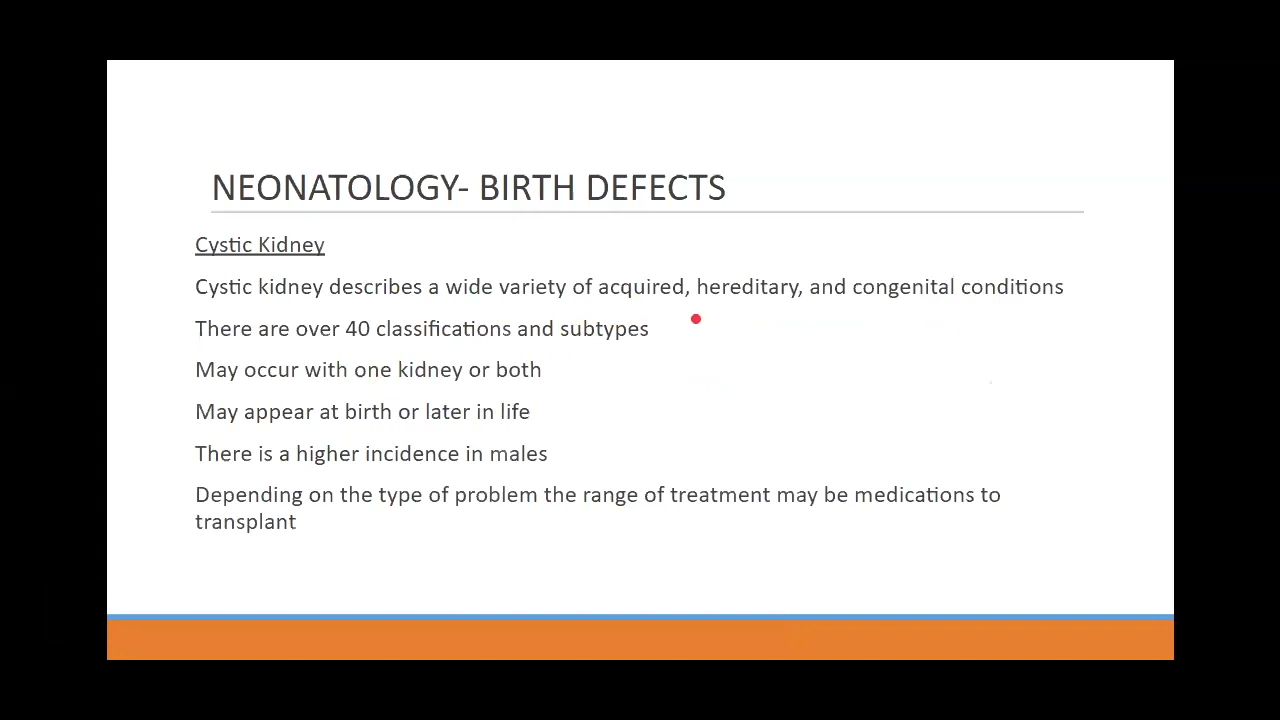 NEONATOLOGY- BIRTH DEFECTS
Cystic Kidney
Cystic kidney describes a wide variety of acquired, hereditary, and congenital conditions
There are over 40 classifications and subtypes
May occur with one kidney or both
May appear at birth or later in life
There is a higher incidence in males
Depending on the type of problem the range of treatment may be medications to
transplant